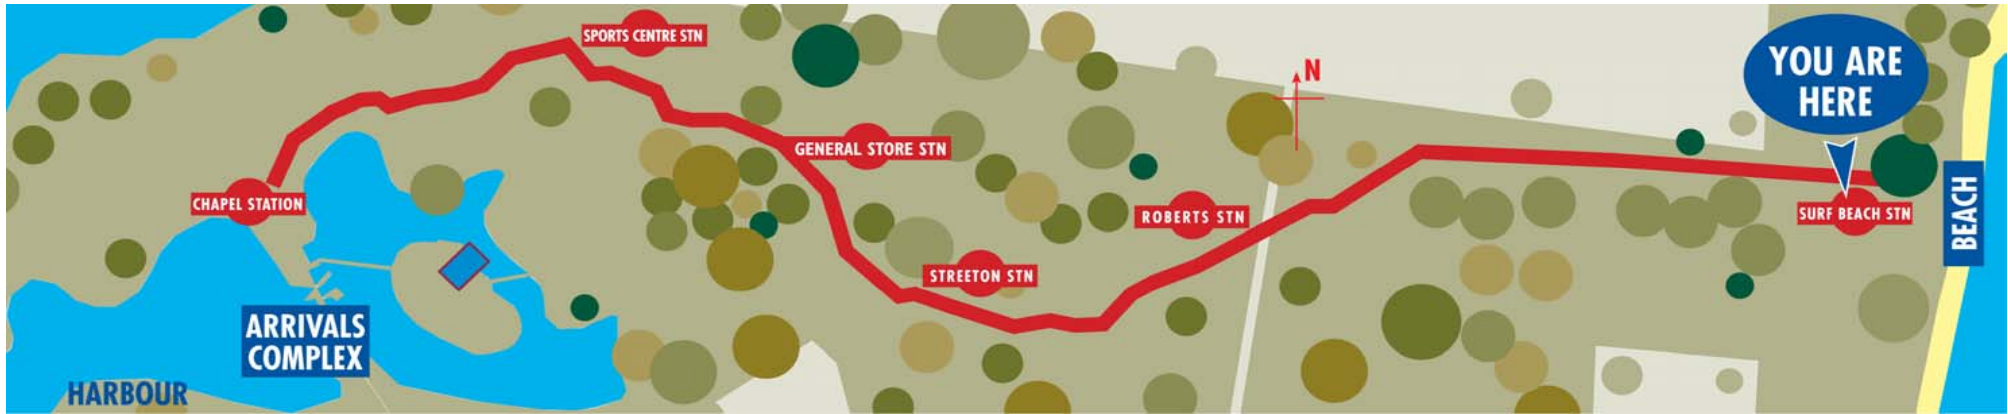 SPORTS CENTRE STN
N
YOU ARE
HERE
GENERAL STORE STN
CHAPEL STATION
ROBERTS STN
SURF BEACH STN
BEACH
STREETON STN
ARRIVALS
COMPLEX
HARBOUR